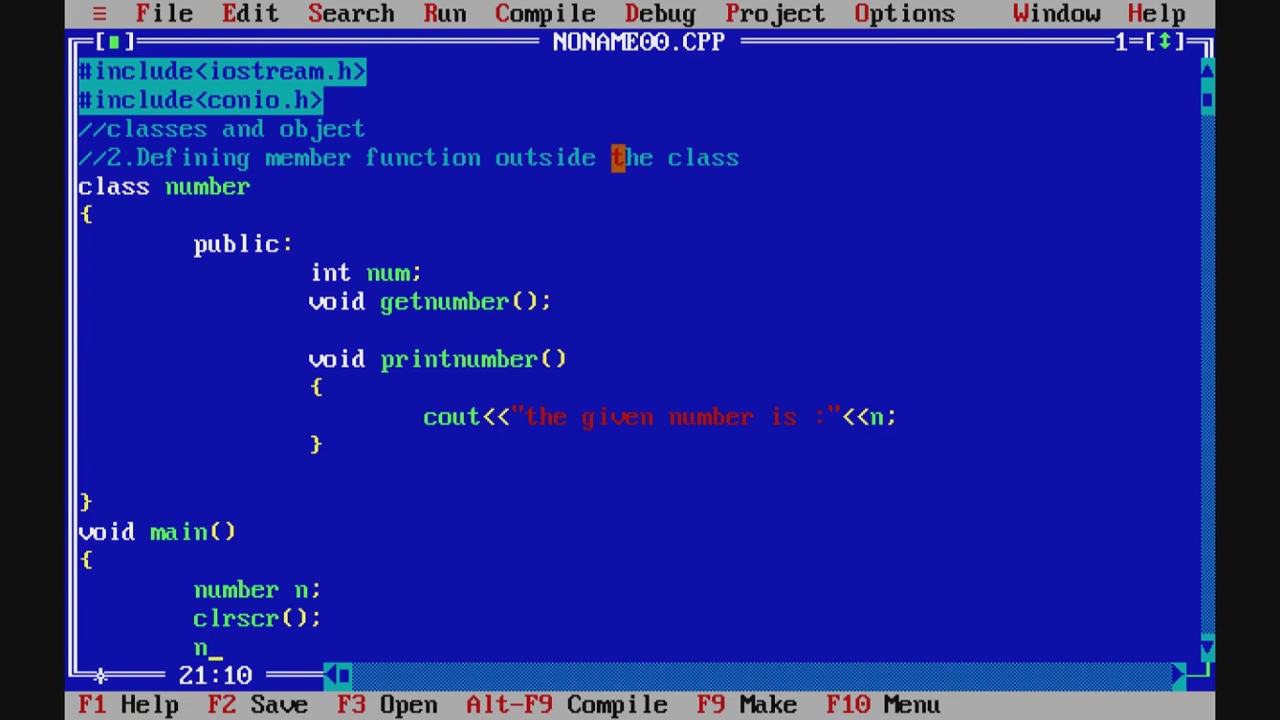 ≡ File Edit Search Run Compile Debug Project Options Window Help
[■] NONAME00.CPP 1=[↕]
#include<iostream.h>
#include<conio.h>
//classes and object
//2.Defining member function outside the class
class number
{
public:
int num;
void getnumber();
void printnumber()
{
cout<<"the given number is :"<<n;
}
}
void main()
{
number n;
clrscr();
n_
21:10
F1 Help F2 Save F3 Open Alt-F9 Compile F9 Make F10 Menu